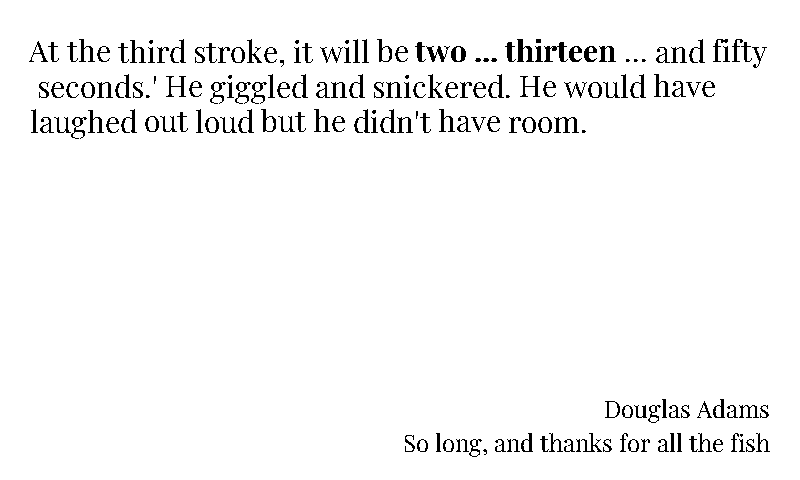 At the third stroke, it will be two ... thirteen ... and fifty
seconds.' He giggled and snickered. He would have
laughed out loud but he didn't have room.
Douglas Adams
So long, and thanks for all the fish